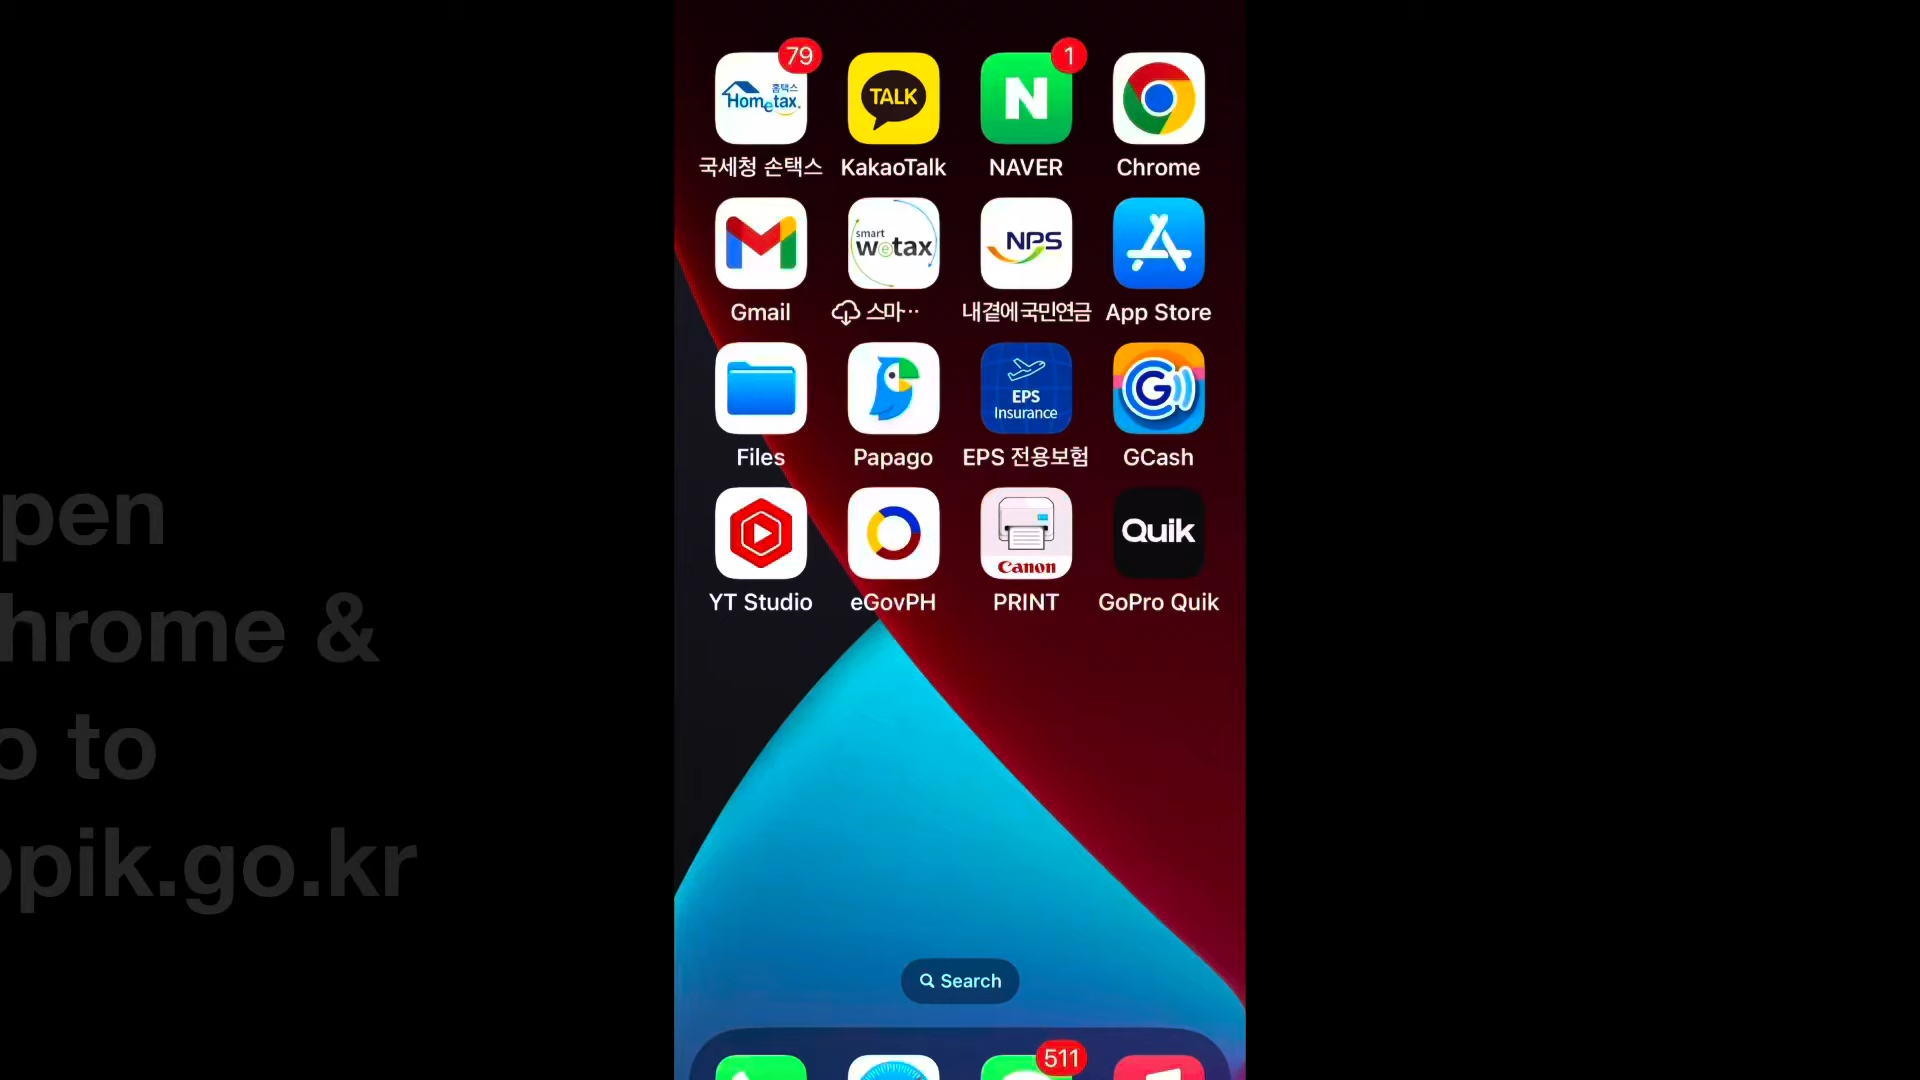 79
1
홈택스
Hometax.
TALK
N
국세청 손택스
KakaoTalk
NAVER
Chrome
smart
wetax
NPS
Gmail
스마···
내곁에국민연금
App Store
EPS
Insurance
G
Files
Papago
EPS 전용보험
GCash
Canon
Quik
YT Studio
eGovPH
PRINT
GoPro Quik
pen
hrome &
o to
opik.go.kr
Search
511